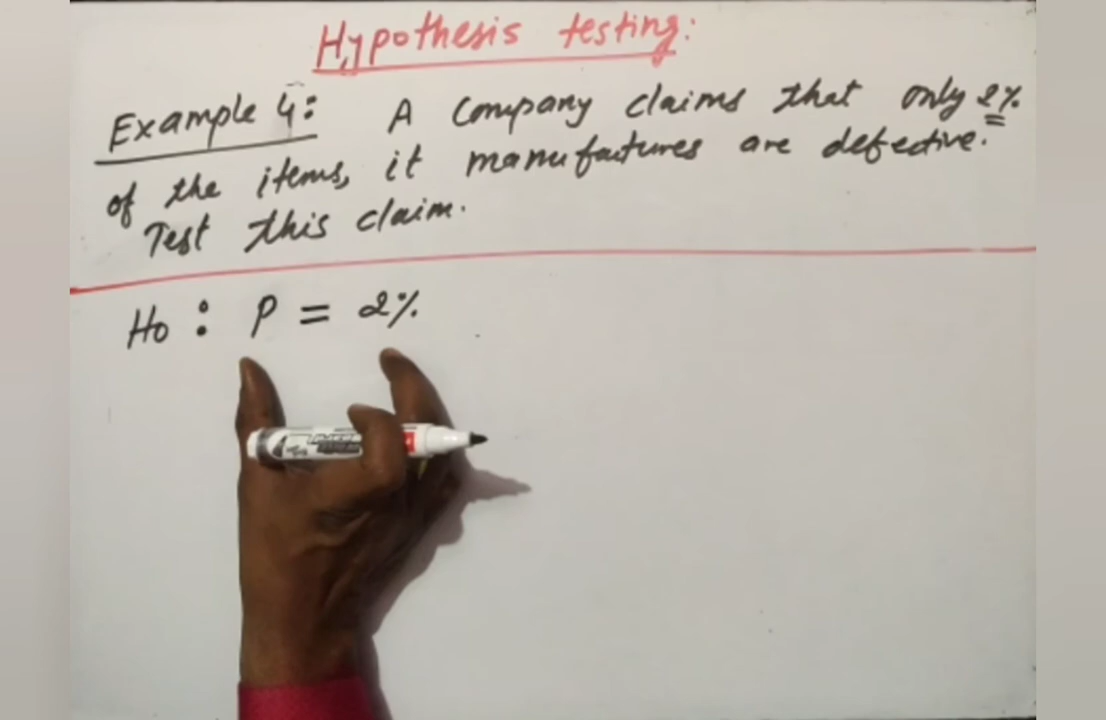 Hypothesis testing:
Example 4: A Company claims that only 2%
of the items, it manufactures are defective.
Test this claim.
Ho : P = 2%